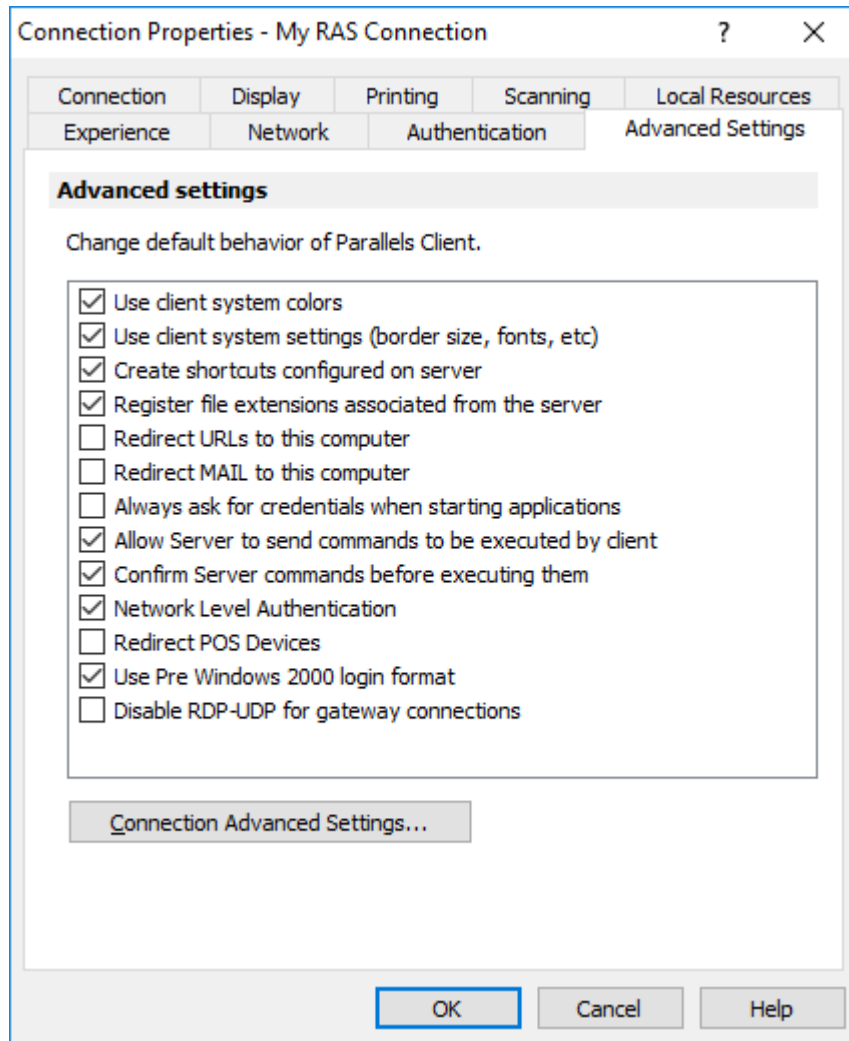 Connection Properties - My RAS Connection ?
Connection Display Printing Scanning Local Resources
Experience Network Authentication Advanced Settings
Advanced settings
Change default behavior of Parallels Client.
Use client system colors
Use client system settings (border size, fonts, etc)
Create shortcuts configured on server
Register file extensions associated from the server
Redirect URLs to this computer
Redirect MAIL to this computer
Always ask for credentials when starting applications
Allow Server to send commands to be executed by client
Confirm Server commands before executing them
Network Level Authentication
Redirect POS Devices
Use Pre Windows 2000 login format
Disable RDP-UDP for gateway connections
Connection Advanced Settings...
OK Cancel Help